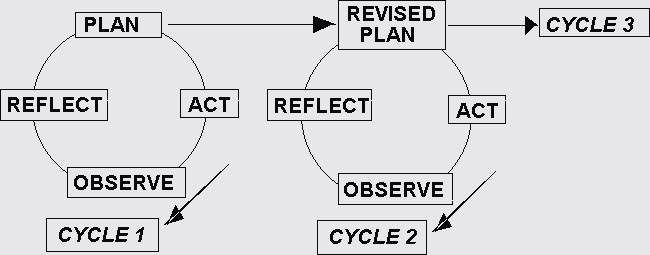 PLAN
REVISED
PLAN
CYCLE 3
REFLECT
ACT
REFLECT
ACT
OBSERVE
OBSERVE
CYCLE 1
CYCLE 2